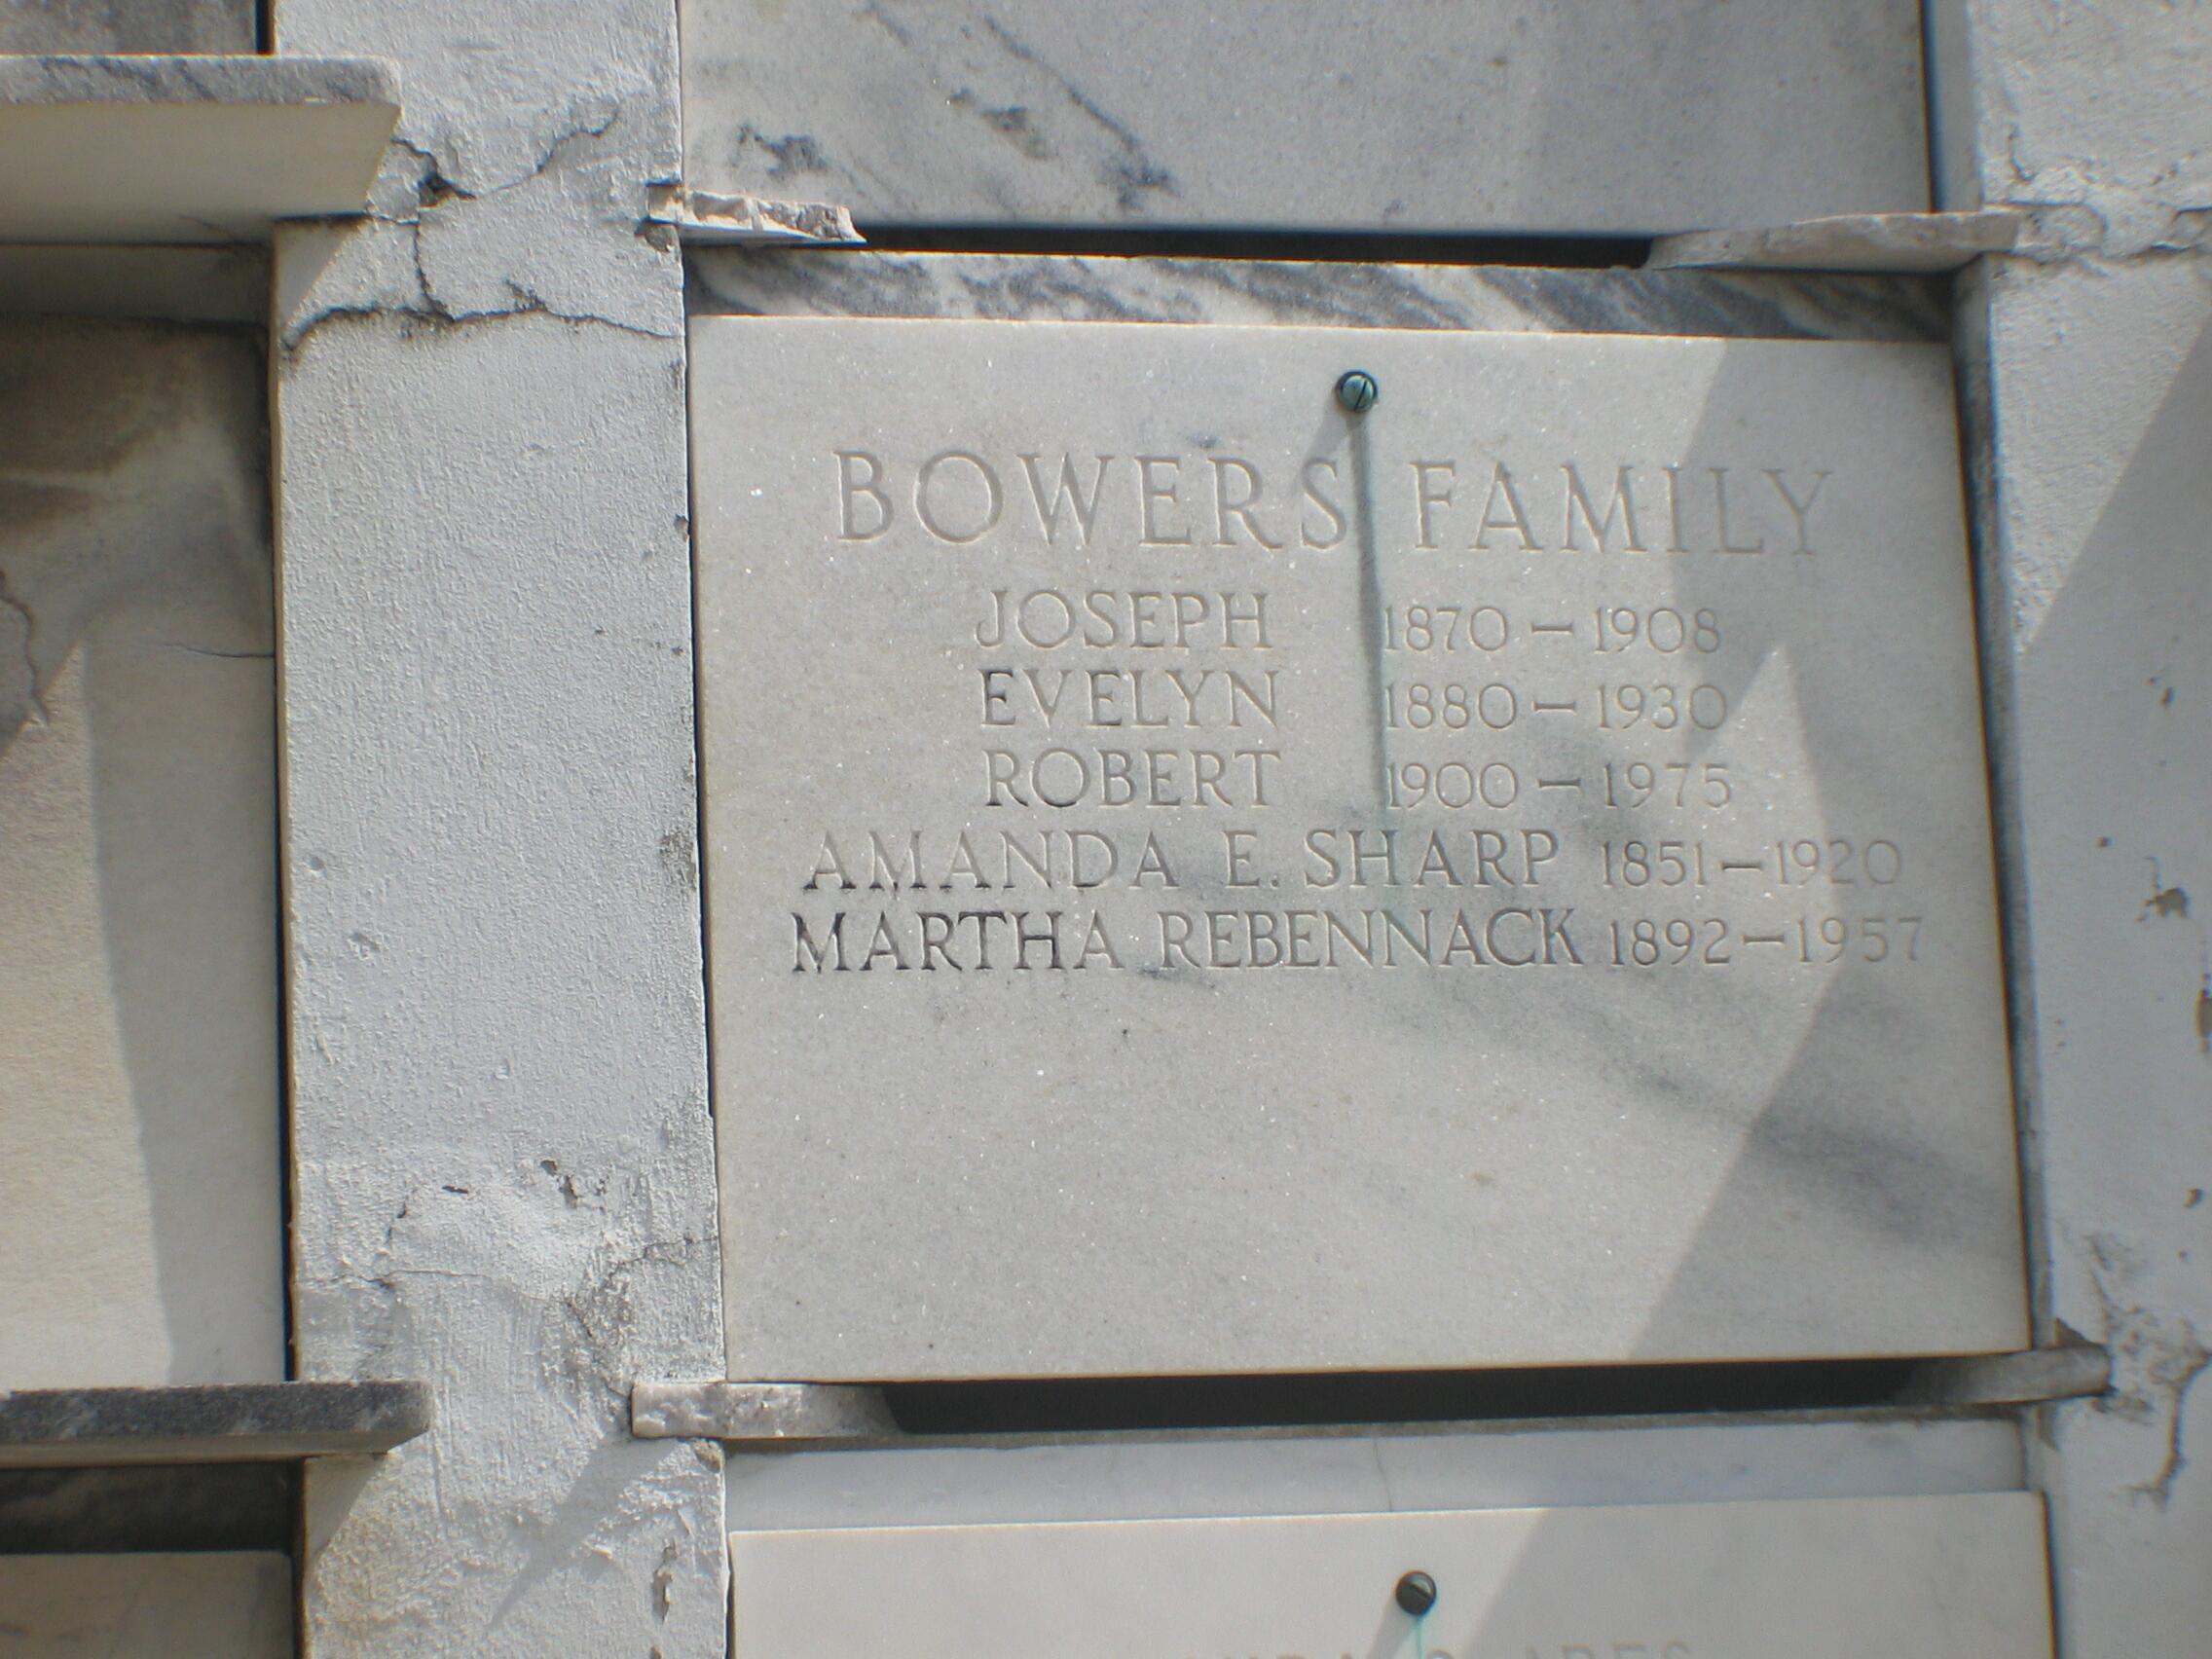 BOWERS FAMILY
JOSEPH 1870 – 1908
EVELYN 1880 – 1930
ROBERT 1900 – 1975
AMANDA E. SHARP 1851 – 1920
MARTHA REBENNACK 1892 – 1957